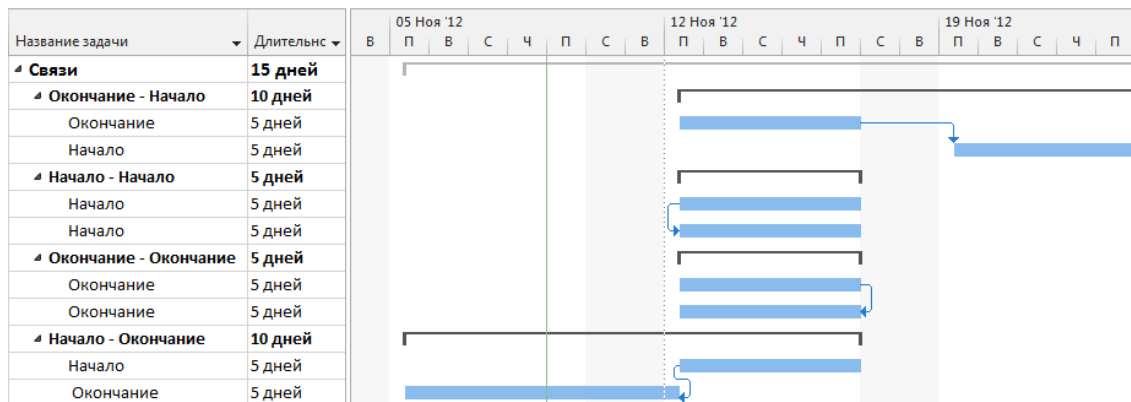 05 Ноя '12 12 Ноя '12 19 Ноя '12
Название задачи Длительнс В П В С Ч П С В П В С Ч П С В П В С Ч П
Связи 15 дней
Окончание - Начало 10 дней
Окончание 5 дней
Начало 5 дней
Начало - Начало 5 дней
Начало 5 дней
Начало 5 дней
Окончание - Окончание 5 дней
Окончание 5 дней
Окончание 5 дней
Начало - Окончание 10 дней
Начало 5 дней
Окончание 5 дней